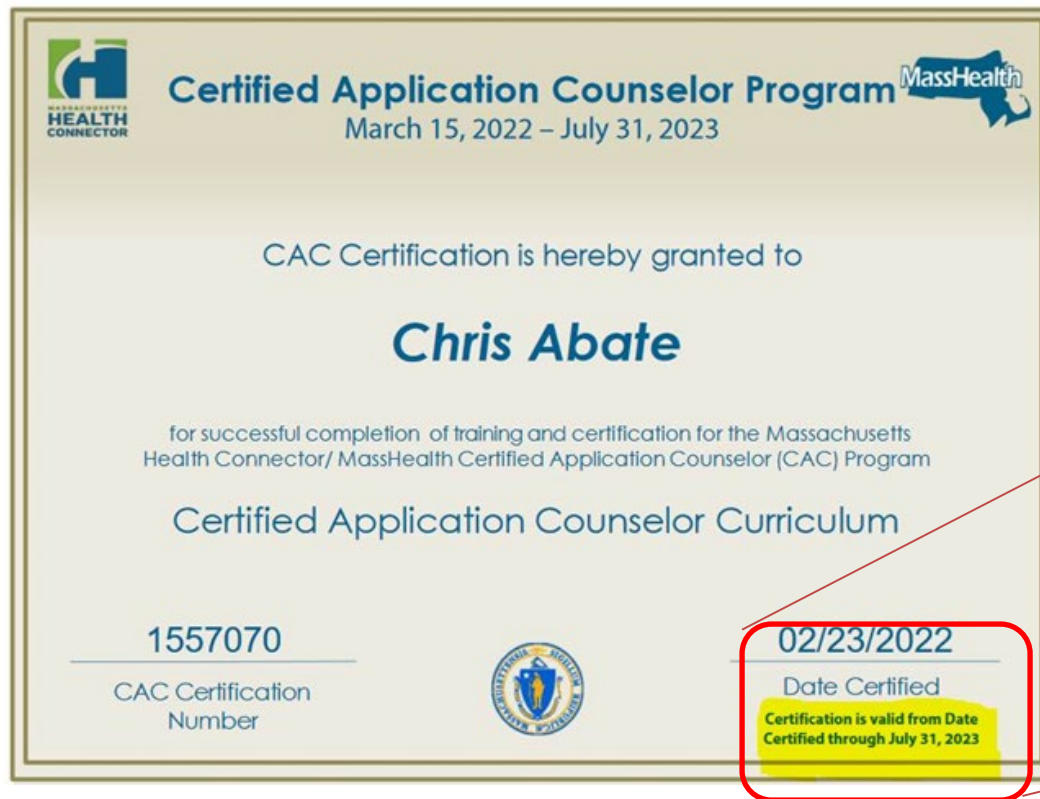 MASSACHUSETTS
HEALTH
CONNECTOR
Certified Application Counselor Program
MassHealth
March 15, 2022 – July 31, 2023
CAC Certification is hereby granted to
Chris Abate
for successful completion of training and certification for the Massachusetts
Health Connector/ MassHealth Certified Application Counselor (CAC) Program
Certified Application Counselor Curriculum
1557070
CAC Certification
Number
02/23/2022
Date Certified
Certification is valid from Date
Certified through July 31, 2023